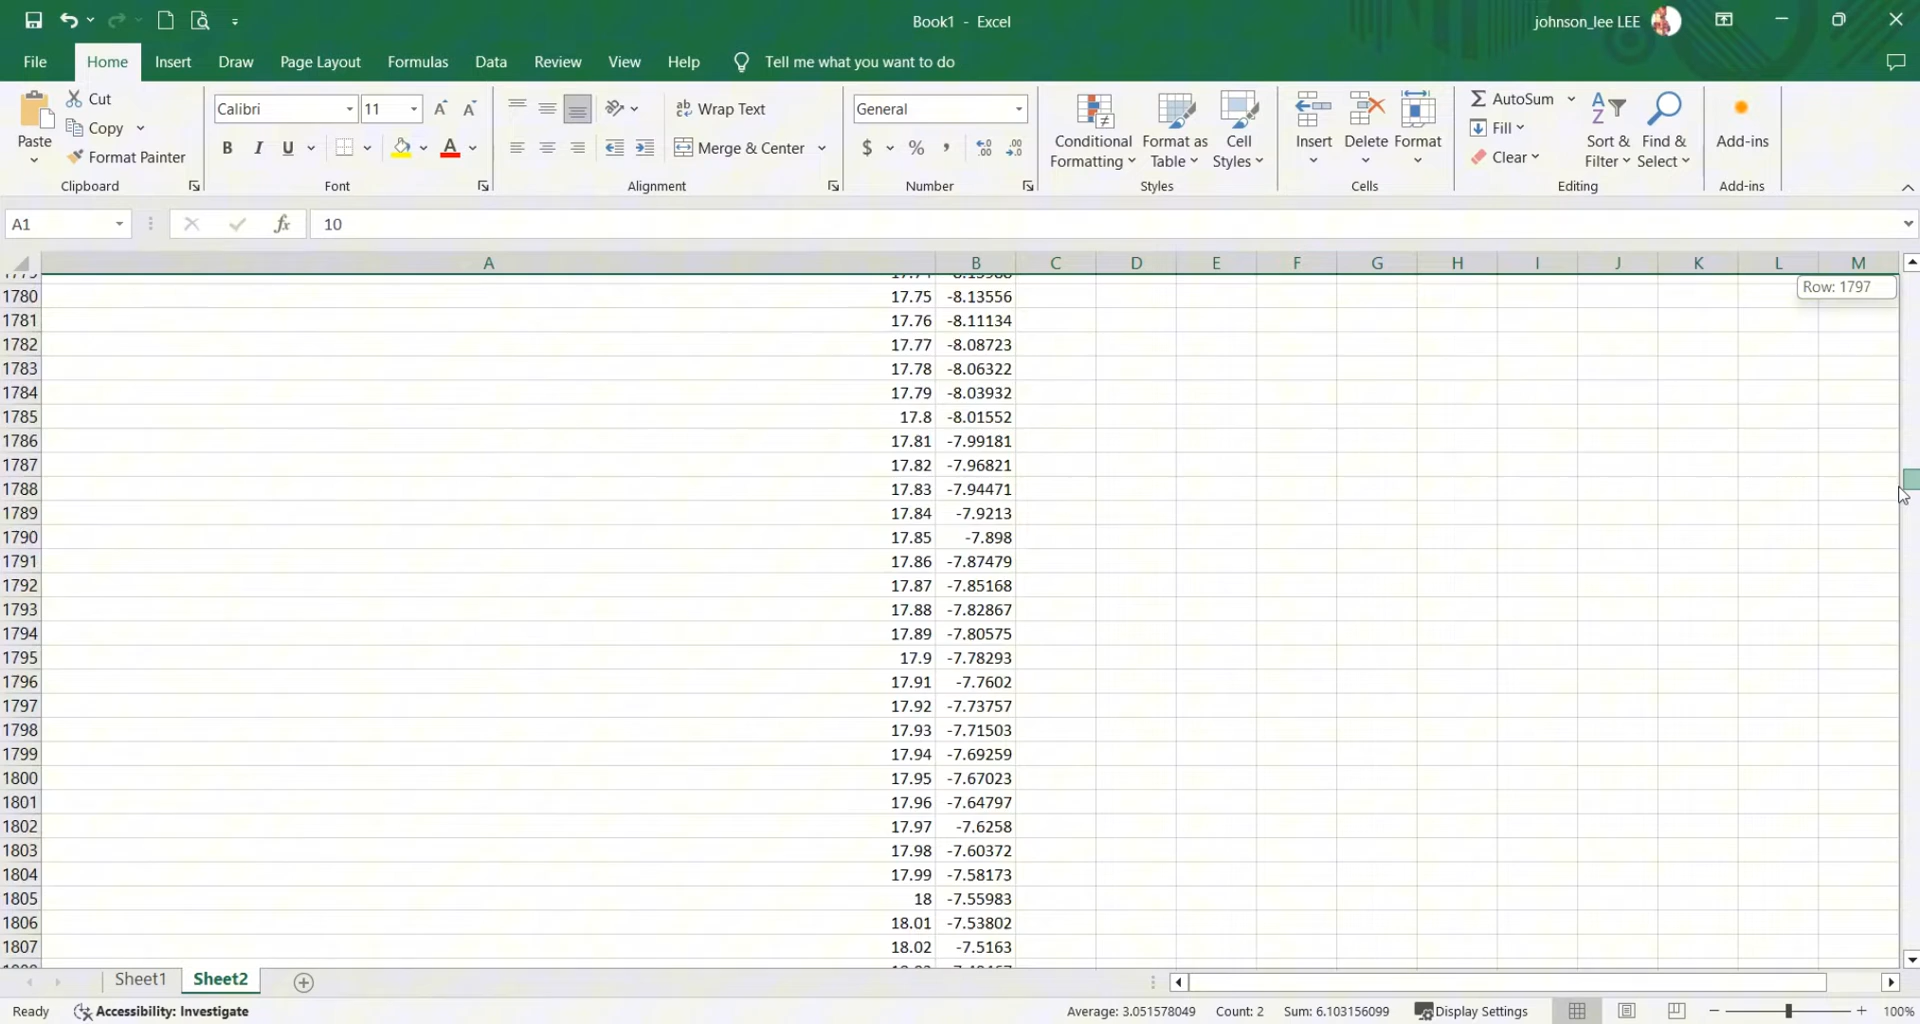 Book1 - Excel
johnson_lee LEE
File Home Insert Draw Page Layout Formulas Data Review View Help Tell me what you want to do
Paste
Cut
Copy
Format Painter
Clipboard
Calibri 11
B I U A
Font
ab Wrap Text
Merge & Center
Alignment
General
$ % ,
Number
Conditional Formatting
Format as Table
Cell Styles
Styles
Insert Delete Format
Cells
AutoSum
Fill
Clear
Sort & Filter
Find & Select
Editing
Add-ins
Add-ins
A1 fx 10
A B C D E F G H I J K L M
Row: 1797
1780 17.75 -8.13556
1781 17.76 -8.11134
1782 17.77 -8.08723
1783 17.78 -8.06322
1784 17.79 -8.03932
1785 17.8 -8.01552
1786 17.81 -7.99181
1787 17.82 -7.96821
1788 17.83 -7.94471
1789 17.84 -7.9213
1790 17.85 -7.898
1791 17.86 -7.87479
1792 17.87 -7.85168
1793 17.88 -7.82867
1794 17.89 -7.80575
1795 17.9 -7.78293
1796 17.91 -7.7602
1797 17.92 -7.73757
1798 17.93 -7.71503
1799 17.94 -7.69259
1800 17.95 -7.67023
1801 17.96 -7.64797
1802 17.97 -7.6258
1803 17.98 -7.60372
1804 17.99 -7.58173
1805 18 -7.55983
1806 18.01 -7.53802
1807 18.02 -7.5163
Sheet1 Sheet2
Ready Accessibility: Investigate Average: 3.051578049 Count: 2 Sum: 6.103156099 Display Settings 100%